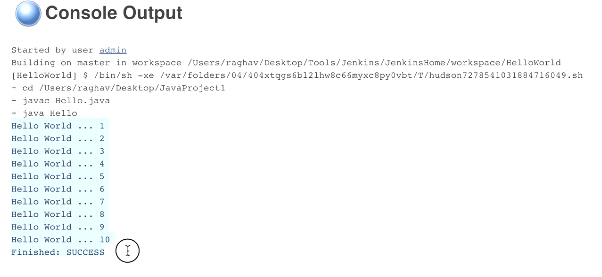 Console Output
Started by user admin
Building on master in workspace /Users/raghav/Desktop/Tools/Jenkins/JenkinsHome/workspace/HelloWorld
[HelloWorld] $ /bin/sh -xe /var/folders/04/404xtqgs6bl2lhw8c66myxc8py0vbt/T/hudson7278541031884716049.sh
- cd /Users/raghav/Desktop/JavaProject1
- javac Hello.java
- java Hello
Hello World ... 1
Hello World ... 2
Hello World ... 3
Hello World ... 4
Hello World ... 5
Hello World ... 6
Hello World ... 7
Hello World ... 8
Hello World ... 9
Hello World ... 10
Finished: SUCCESS